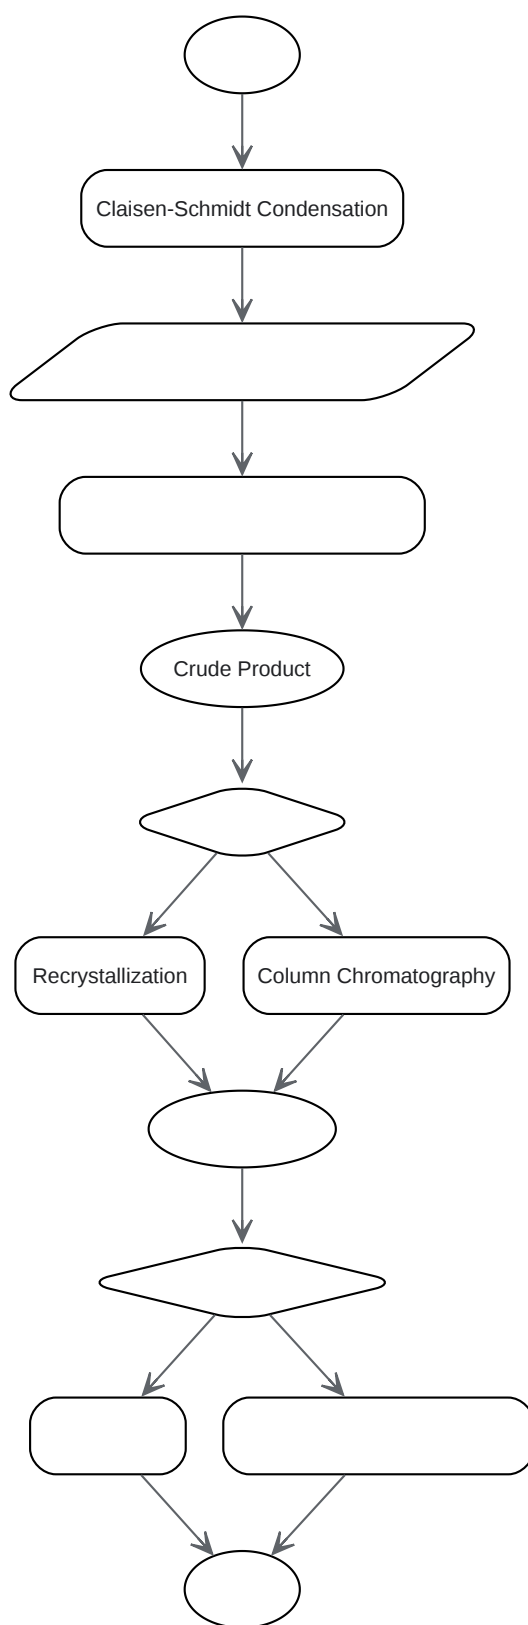 Claisen-Schmidt Condensation
Crude Product
Recrystallization
Column Chromatography